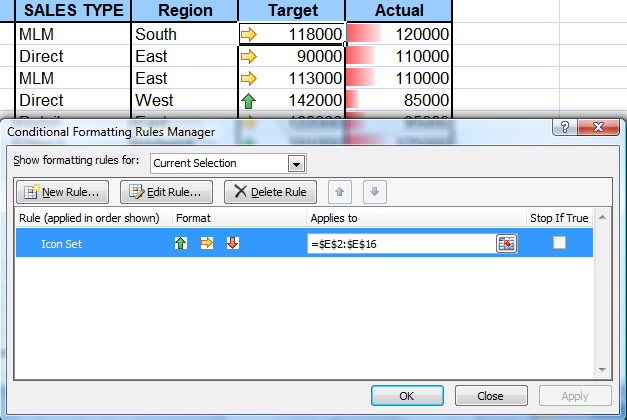 SALES TYPE Region Target Actual
MLM South 118000 120000
Direct East 90000 110000
MLM East 113000 110000
Direct West 142000 85000
Conditional Formatting Rules Manager
Show formatting rules for: Current Selection
New Rule... Edit Rule... Delete Rule
Rule (applied in order shown) Format Applies to Stop If True
Icon Set =$E$2:$E$16
OK Close Apply